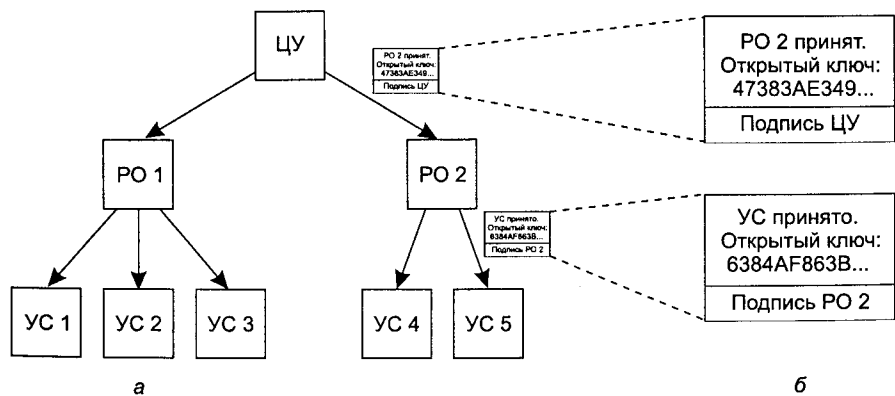 ЦУ
РО 2 принят.
Открытый ключ:
47383AE349...
Подпись ЦУ
РО 2 принят.
Открытый ключ:
47383AE349...
Подпись ЦУ
РО 1
РО 2
УС принято.
Открытый ключ:
6384AF863B...
Подпись РО 2
УС принято.
Открытый ключ:
6384AF863B...
Подпись РО 2
УС 1
УС 2
УС 3
УС 4
УС 5
а
б